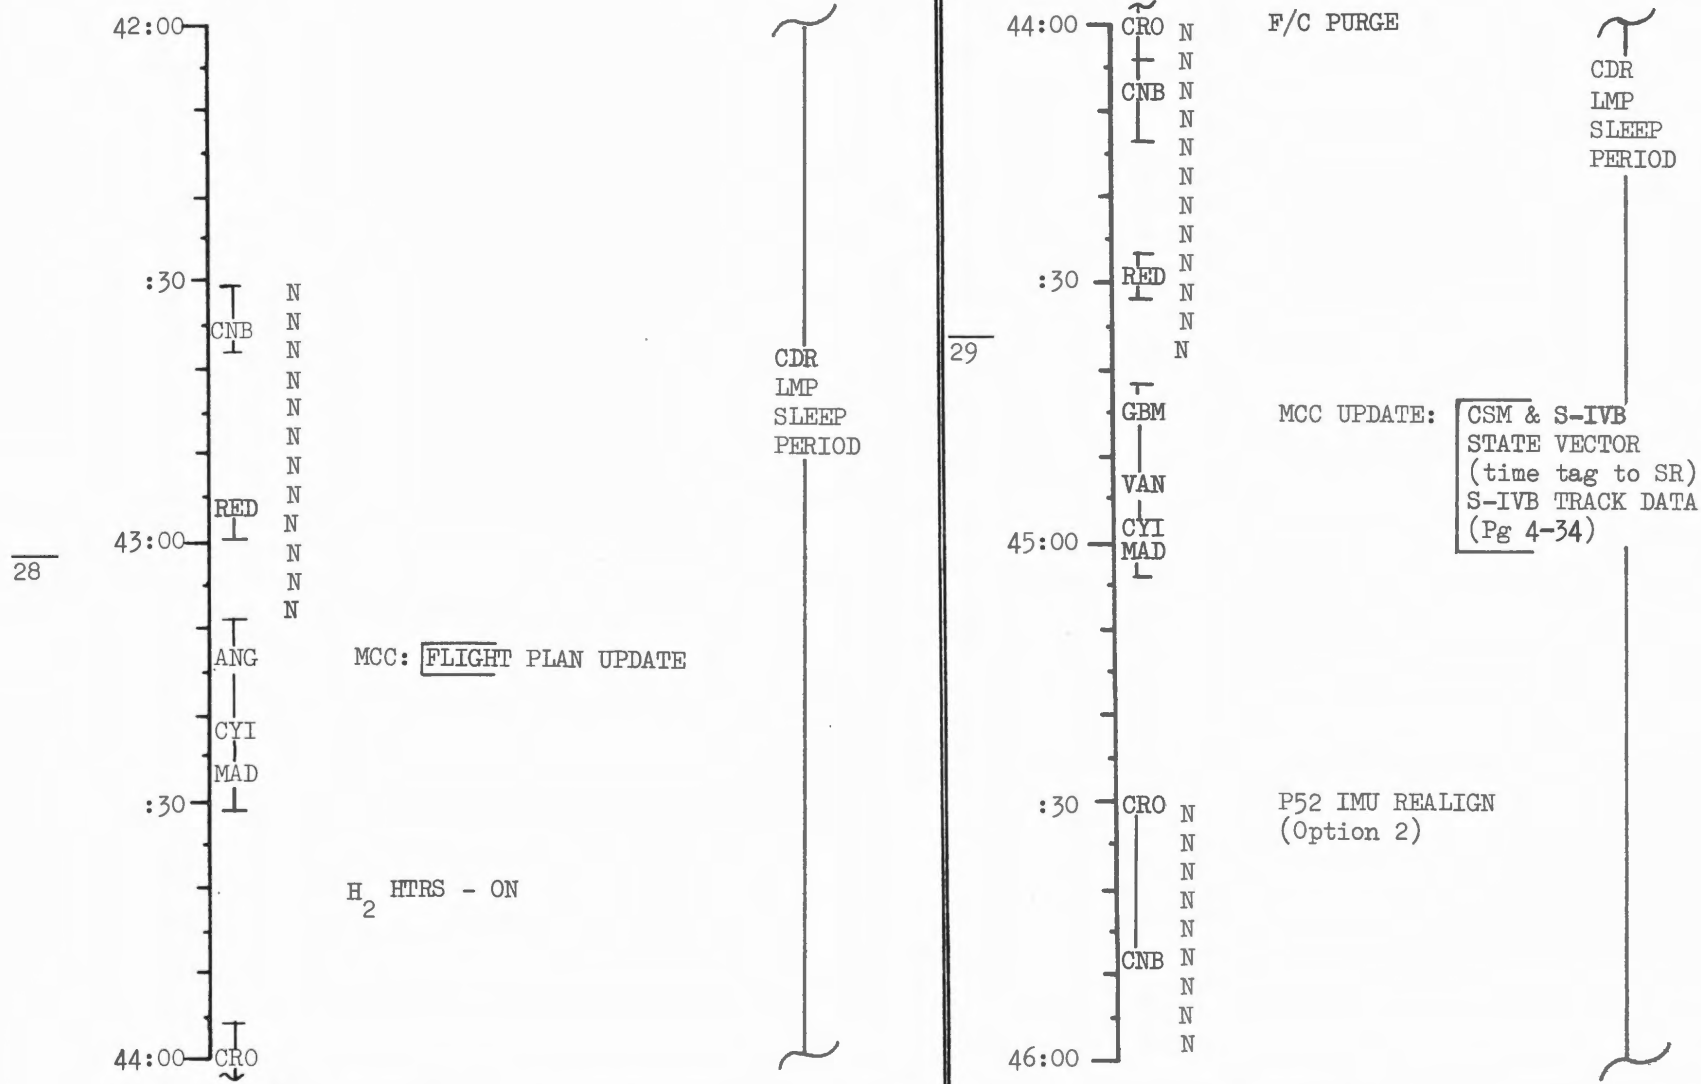 42:00
:30
N
N
CNB
N
N
N
N
N
N
RED
N
43:00
N
28
N
N
ANG
MCC: FLIGHT PLAN UPDATE
CYI
MAD
:30
H2 HTRS - ON
44:00
CRO
CDR
LMP
SLEEP
PERIOD
44:00
CRO
N
F/C PURGE
N
CNB
N
N
N
N
N
N
N
:30
RED
N
N
N
29
GBM
MCC UPDATE:
CSM & S-IVB
STATE VECTOR
(time tag to SR)
S-IVB TRACK DATA
(Pg 4-34)
VAN
CYI
45:00
MAD
:30
CRO
N
P52 IMU REALIGN
(Option 2)
N
N
N
N
CNB
N
N
N
N
46:00
CDR
LMP
SLEEP
PERIOD